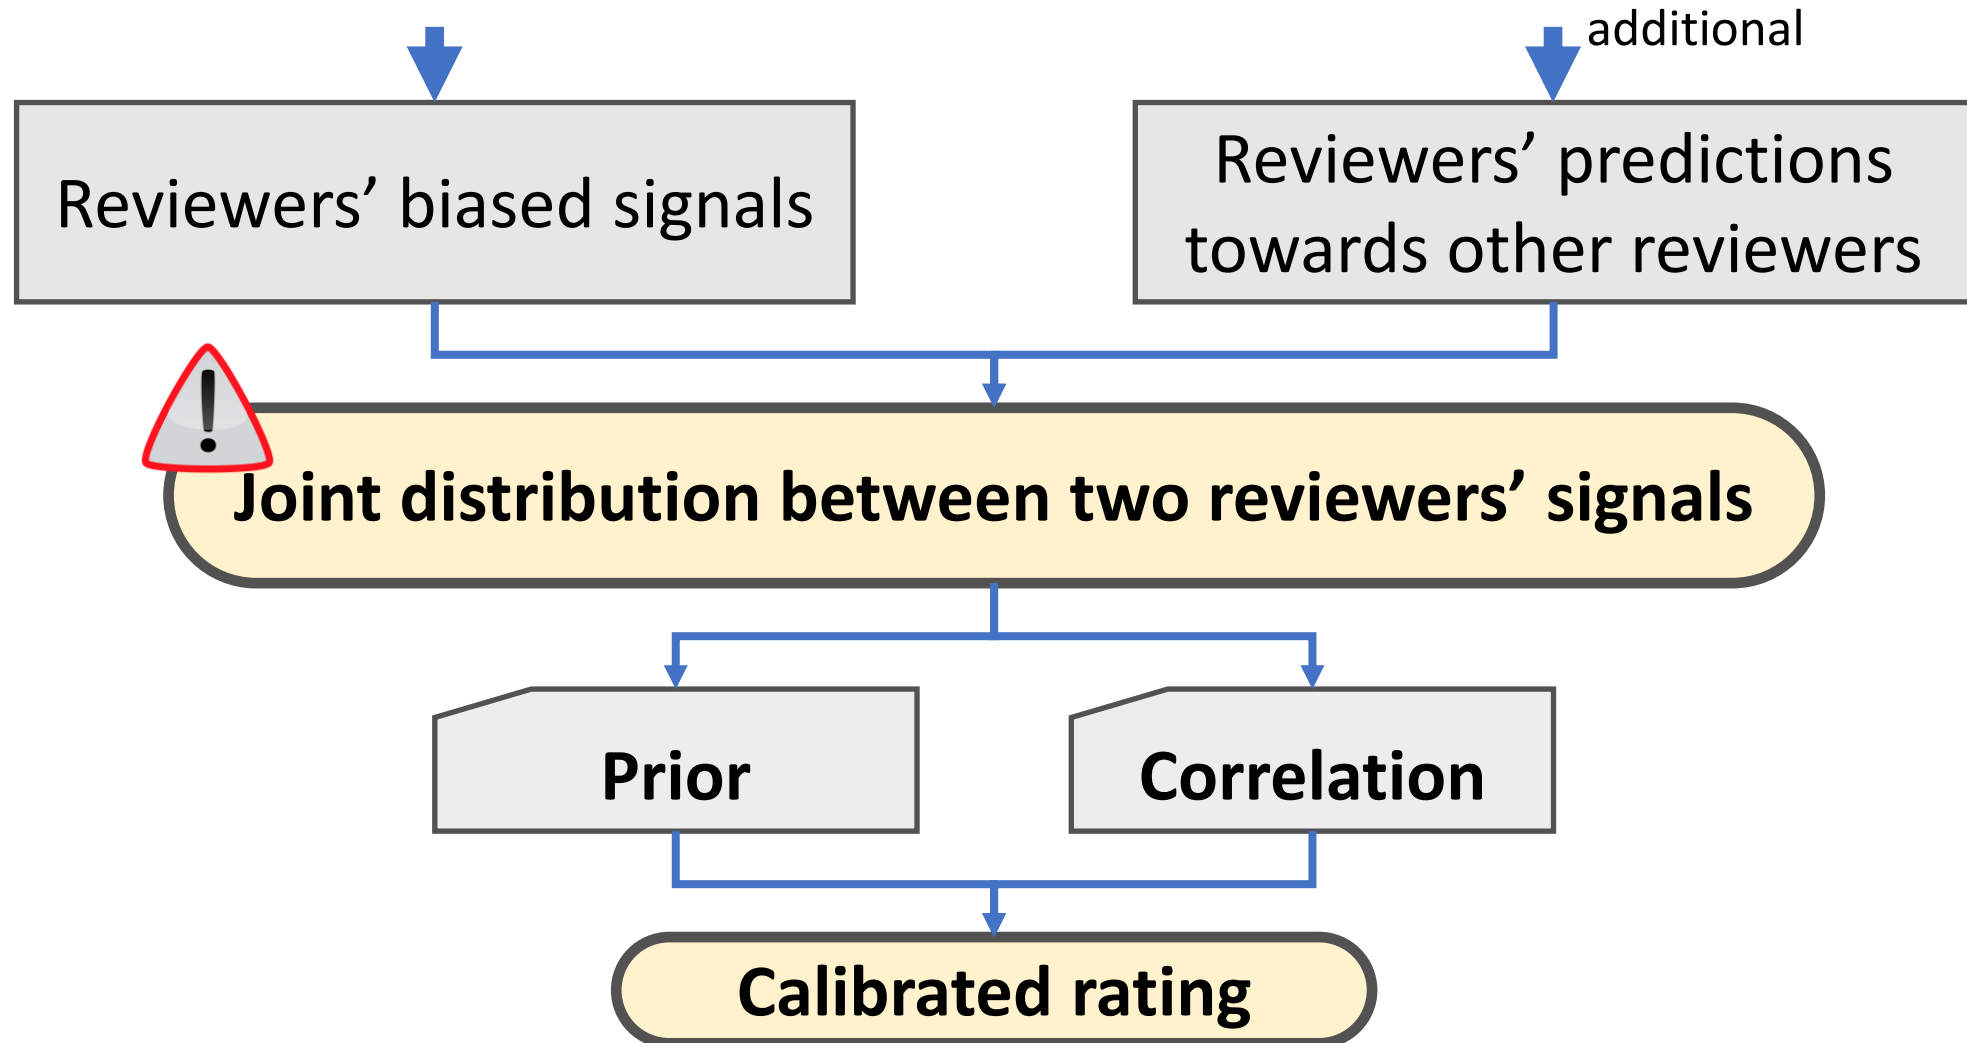 additional
Reviewers’ biased signals
Reviewers’ predictions
towards other reviewers
Joint distribution between two reviewers’ signals
Prior
Correlation
Calibrated rating